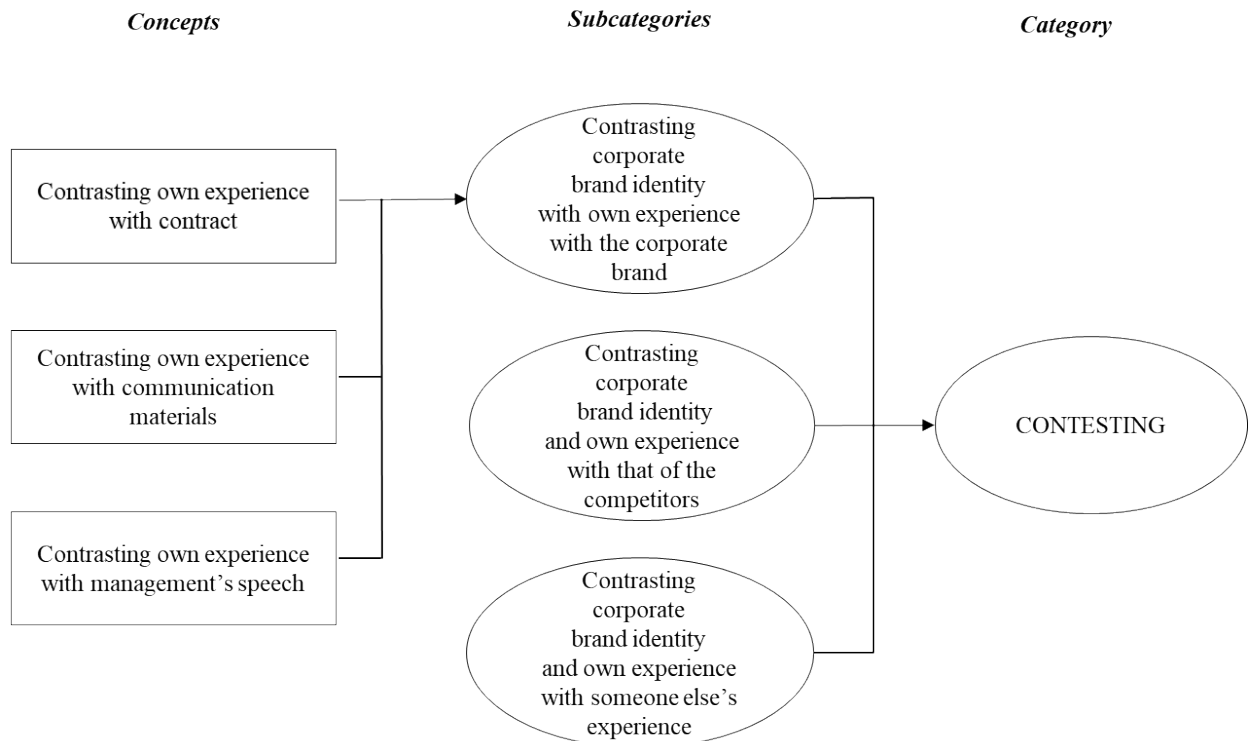 Concepts
Subcategories
Category
Contrasting own experience
with contract
Contrasting own experience
with communication
materials
Contrasting own experience
with management’s speech
Contrasting
corporate
brand identity
with own experience
with the corporate
brand
Contrasting
corporate
brand identity
and own experience
with that of the
competitors
Contrasting
corporate
brand identity
and own experience
with someone else’s
experience
CONTESTING